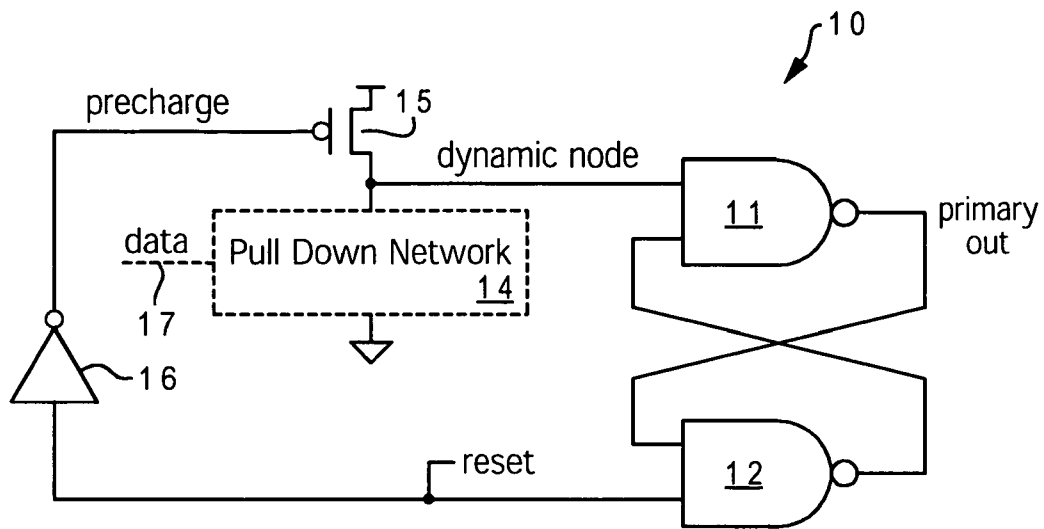 10
precharge
15
dynamic node
11
primary
out
data
Pull Down Network
14
17
16
reset
12